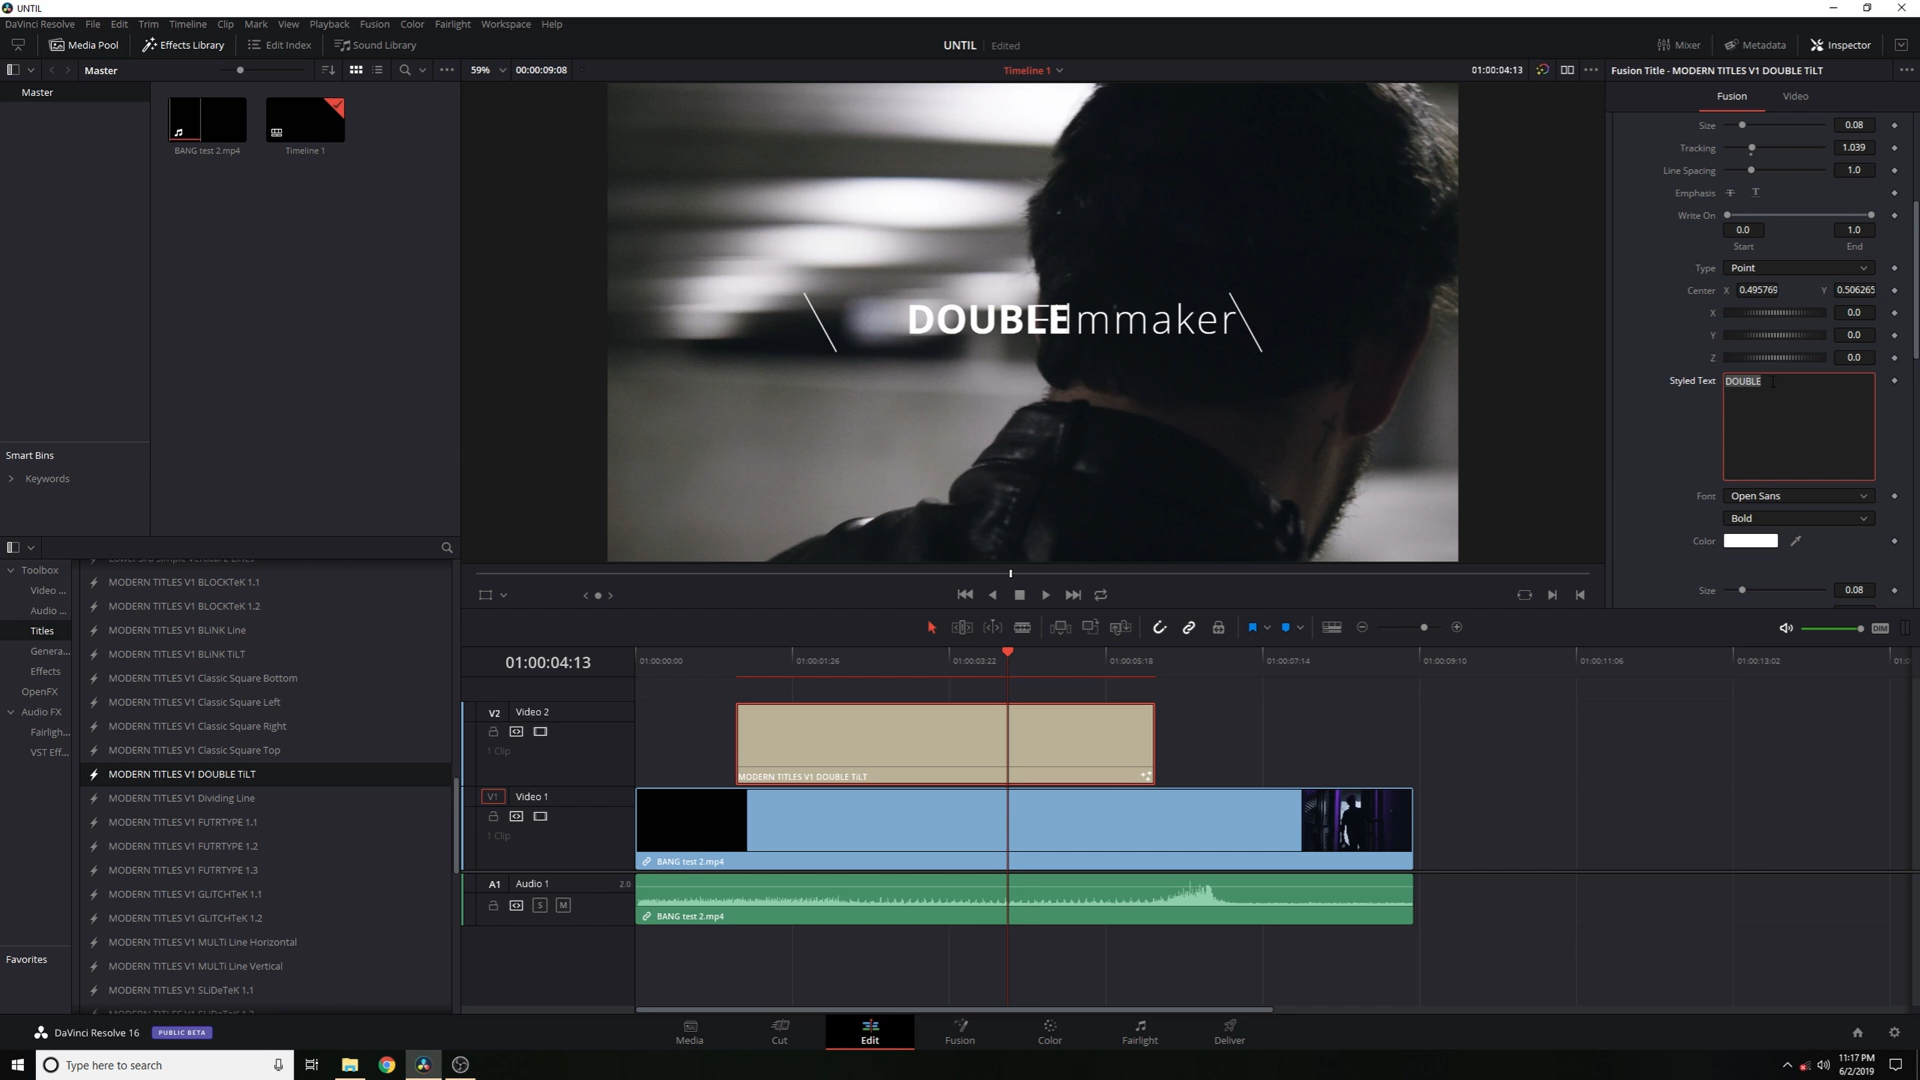 UNTIL
DaVinci Resolve File Edit Trim Timeline Clip Mark View Playback Fusion Color Fairlight Workspace Help
Media Pool Effects Library Edit Index Sound Library UNTIL Edited Mixer Metadata Inspector
Master 59% 00:00:09:08 Timeline 1 01:00:04:13 Fusion Title - MODERN TITLES V1 DOUBLE TiLT
Master
BANG test 2.mp4 Timeline 1
Fusion Video
Size 0.08
Tracking 1.039
Line Spacing 1.0
Emphasis T T
Write On
0.0 1.0
Start End
Type Point
Center X 0.495769 Y 0.506265
X 0.0
Y 0.0
Z 0.0
Styled Text DOUBLE
Font Open Sans
Bold
Color
Size 0.08
Smart Bins
Keywords
Toolbox
Video ...
Audio ...
Titles
Genera...
Effects
OpenFX
Audio FX
Fairligh...
VST Eff...
Favorites
MODERN TITLES V1 BLOCKTeK 1.1
MODERN TITLES V1 BLOCKTeK 1.2
MODERN TITLES V1 BLiNK Line
MODERN TITLES V1 BLiNK TiLT
MODERN TITLES V1 Classic Square Bottom
MODERN TITLES V1 Classic Square Left
MODERN TITLES V1 Classic Square Right
MODERN TITLES V1 Classic Square Top
MODERN TITLES V1 DOUBLE TiLT
MODERN TITLES V1 Dividing Line
MODERN TITLES V1 FUTRTYPE 1.1
MODERN TITLES V1 FUTRTYPE 1.2
MODERN TITLES V1 FUTRTYPE 1.3
MODERN TITLES V1 GLiTCHTeK 1.1
MODERN TITLES V1 GLiTCHTeK 1.2
MODERN TITLES V1 MULTi Line Horizontal
MODERN TITLES V1 MULTi Line Vertical
MODERN TITLES V1 SLiDeTeK 1.1
DIM
01:00:04:13 01:00:00:00 01:00:01:26 01:00:03:22 01:00:05:18 01:00:07:14 01:00:09:10 01:00:11:06 01:00:13:02
V2 Video 2
1 Clip
MODERN TITLES V1 DOUBLE TiLT
V1 Video 1
1 Clip
BANG test 2.mp4
A1 Audio 1 2.0
S M
BANG test 2.mp4
DaVinci Resolve 16 PUBLIC BETA
Media Cut Edit Fusion Color Fairlight Deliver
Type here to search
11:17 PM
6/2/2019